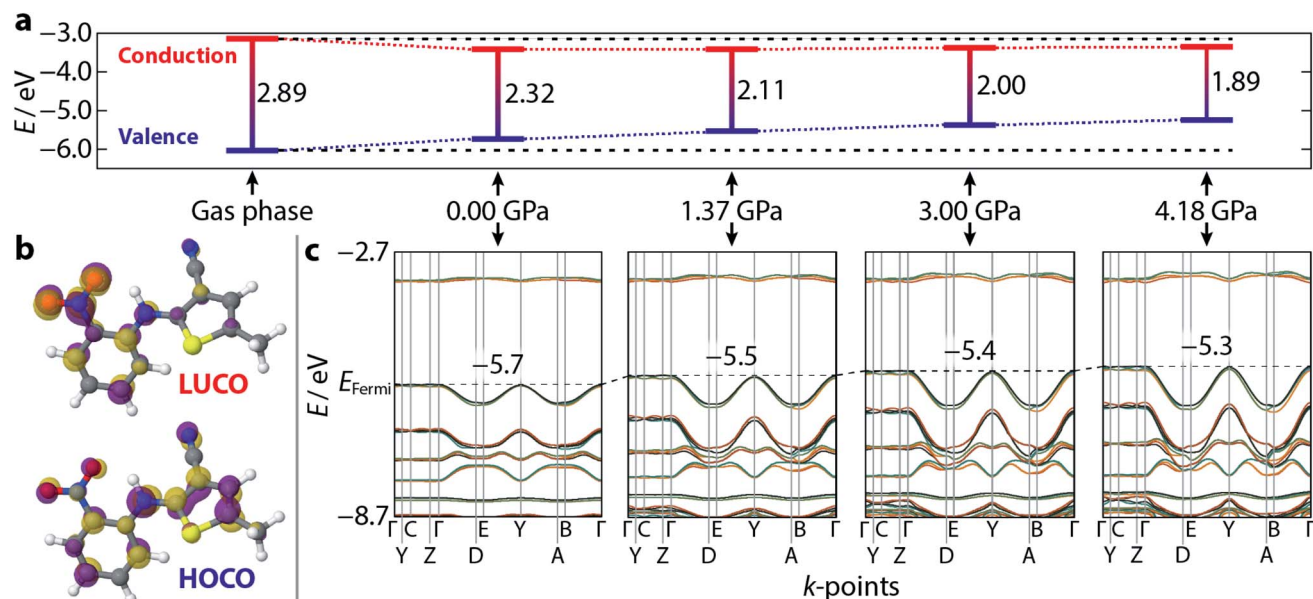 a
−3.0
−4.0
−5.0
−6.0
E / eV
Conduction
Valence
2.89
2.32
2.11
2.00
1.89
Gas phase
0.00 GPa
1.37 GPa
3.00 GPa
4.18 GPa
b
LUCO
HOCO
c
−2.7
E / eV
E_Fermi
−8.7
−5.7
−5.5
−5.4
−5.3
Γ C Γ E Y B Γ
Y Z D A
Γ C Γ E Y B Γ
Y Z D A
Γ C Γ E Y B Γ
Y Z D A
Γ C Γ E Y B Γ
Y Z D A
k-points